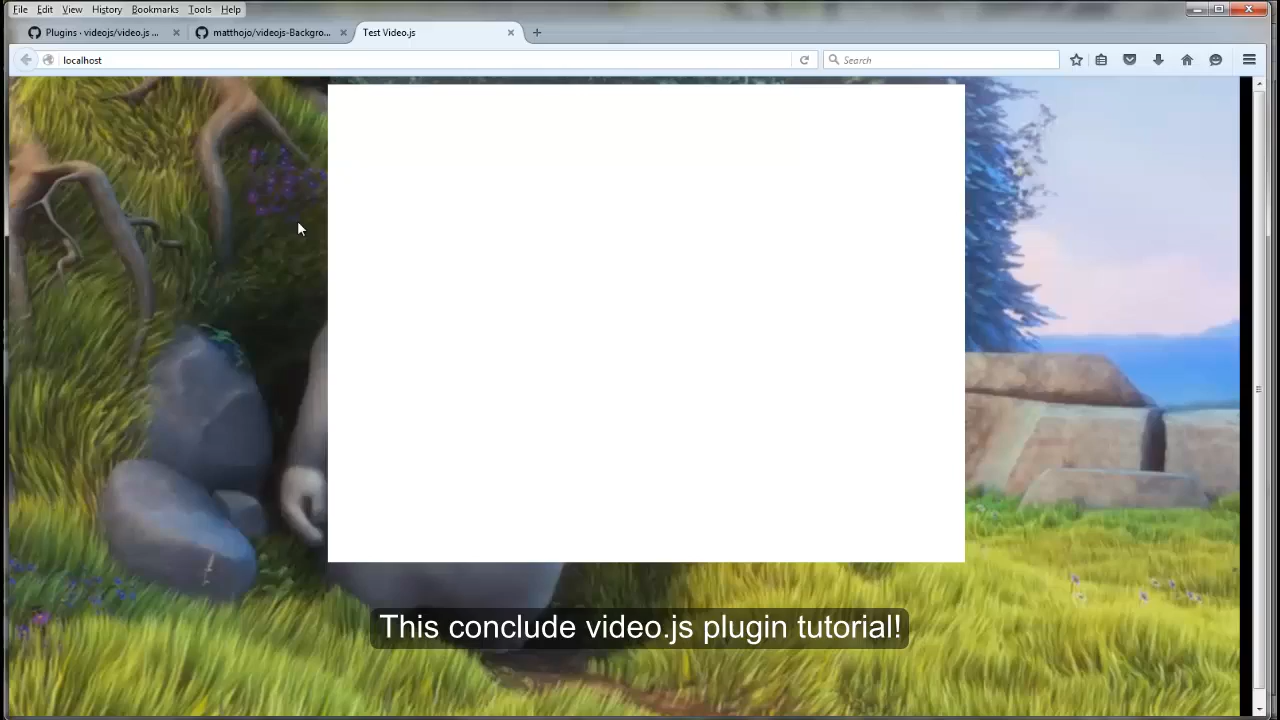 File Edit View History Bookmarks Tools Help
Plugins · videojs/video.js ... matthojo/videojs-Backgro... Test Video.js
localhost Search
This conclude video.js plugin tutorial!